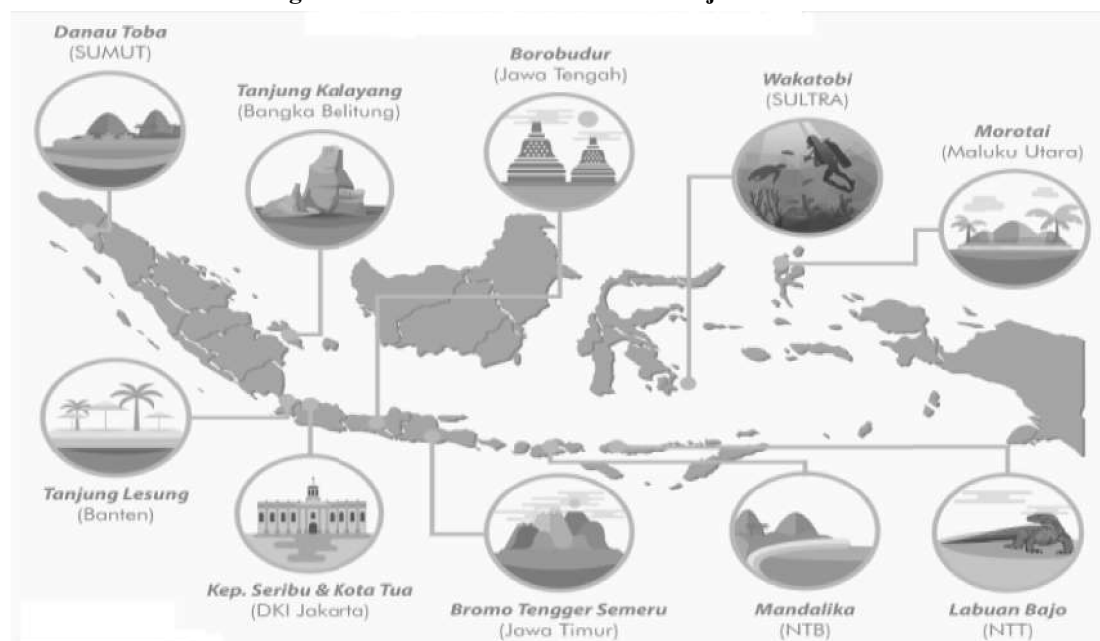 Danau Toba
(SUMUT)
Tanjung Kalayang
(Bangka Belitung)
Borobudur
(Jawa Tengah)
Wakatobi
(SULTRA)
Morotai
(Maluku Utara)
Tanjung Lesung
(Banten)
Kep. Seribu & Kota Tua
(DKI Jakarta)
Bromo Tengger Semeru
(Jawa Timur)
Mandalika
(NTB)
Labuan Bajo
(NTT)